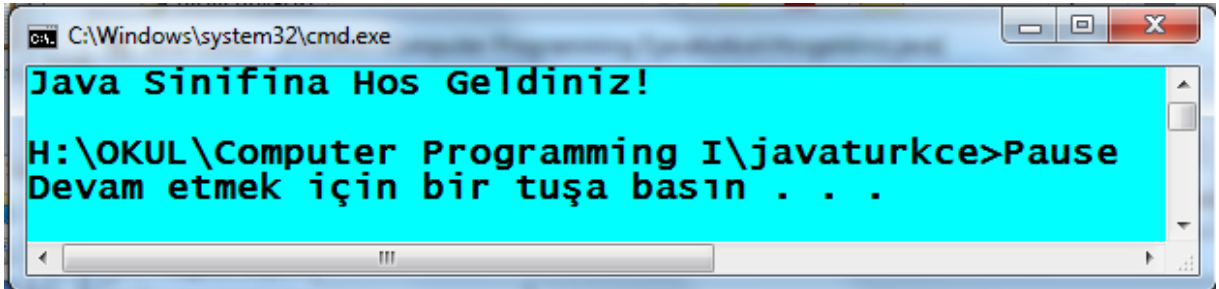 C:\Windows\system32\cmd.exe
Java Sinifina Hos Geldiniz!
H:\OKUL\Computer Programming I\javaturkce>Pause
Devam etmek için bir tuşa basın . . .